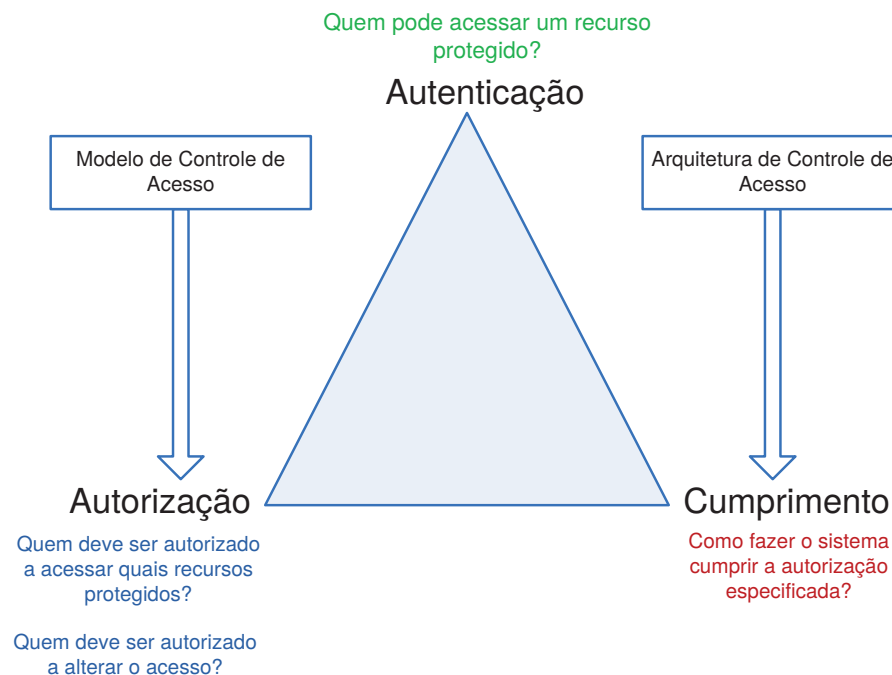 Quem pode acessar um recurso
protegido?
Autenticação
Modelo de Controle de
Acesso
Arquitetura de Controle de
Acesso
Autorização
Quem deve ser autorizado
a acessar quais recursos
protegidos?
Quem deve ser autorizado
a alterar o acesso?
Cumprimento
Como fazer o sistema
cumprir a autorização
especificada?